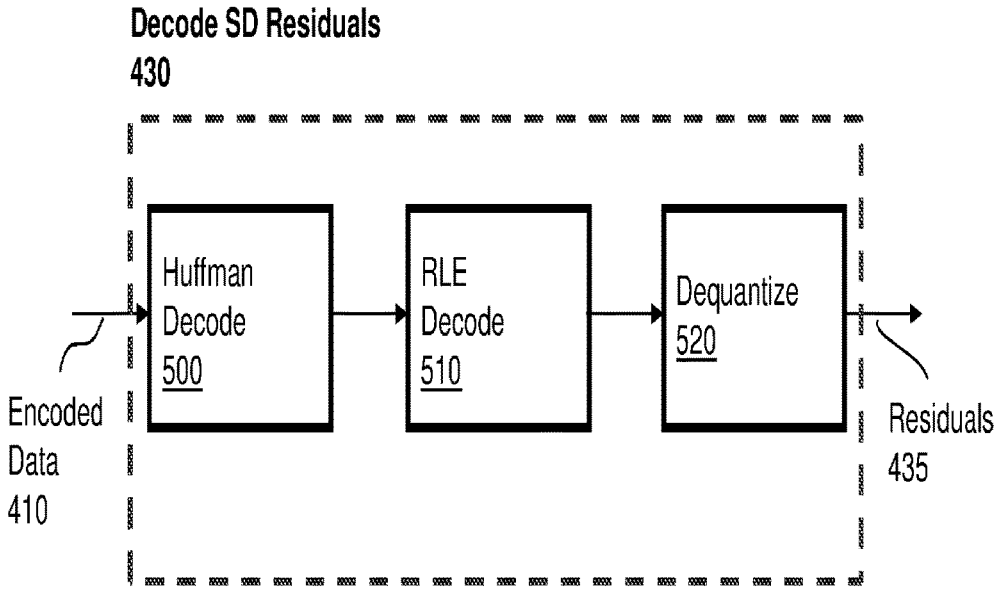 Decode SD Residuals
430
Huffman
Decode
500
RLE
Decode
510
Dequantize
520
Encoded
Data
410
Residuals
435